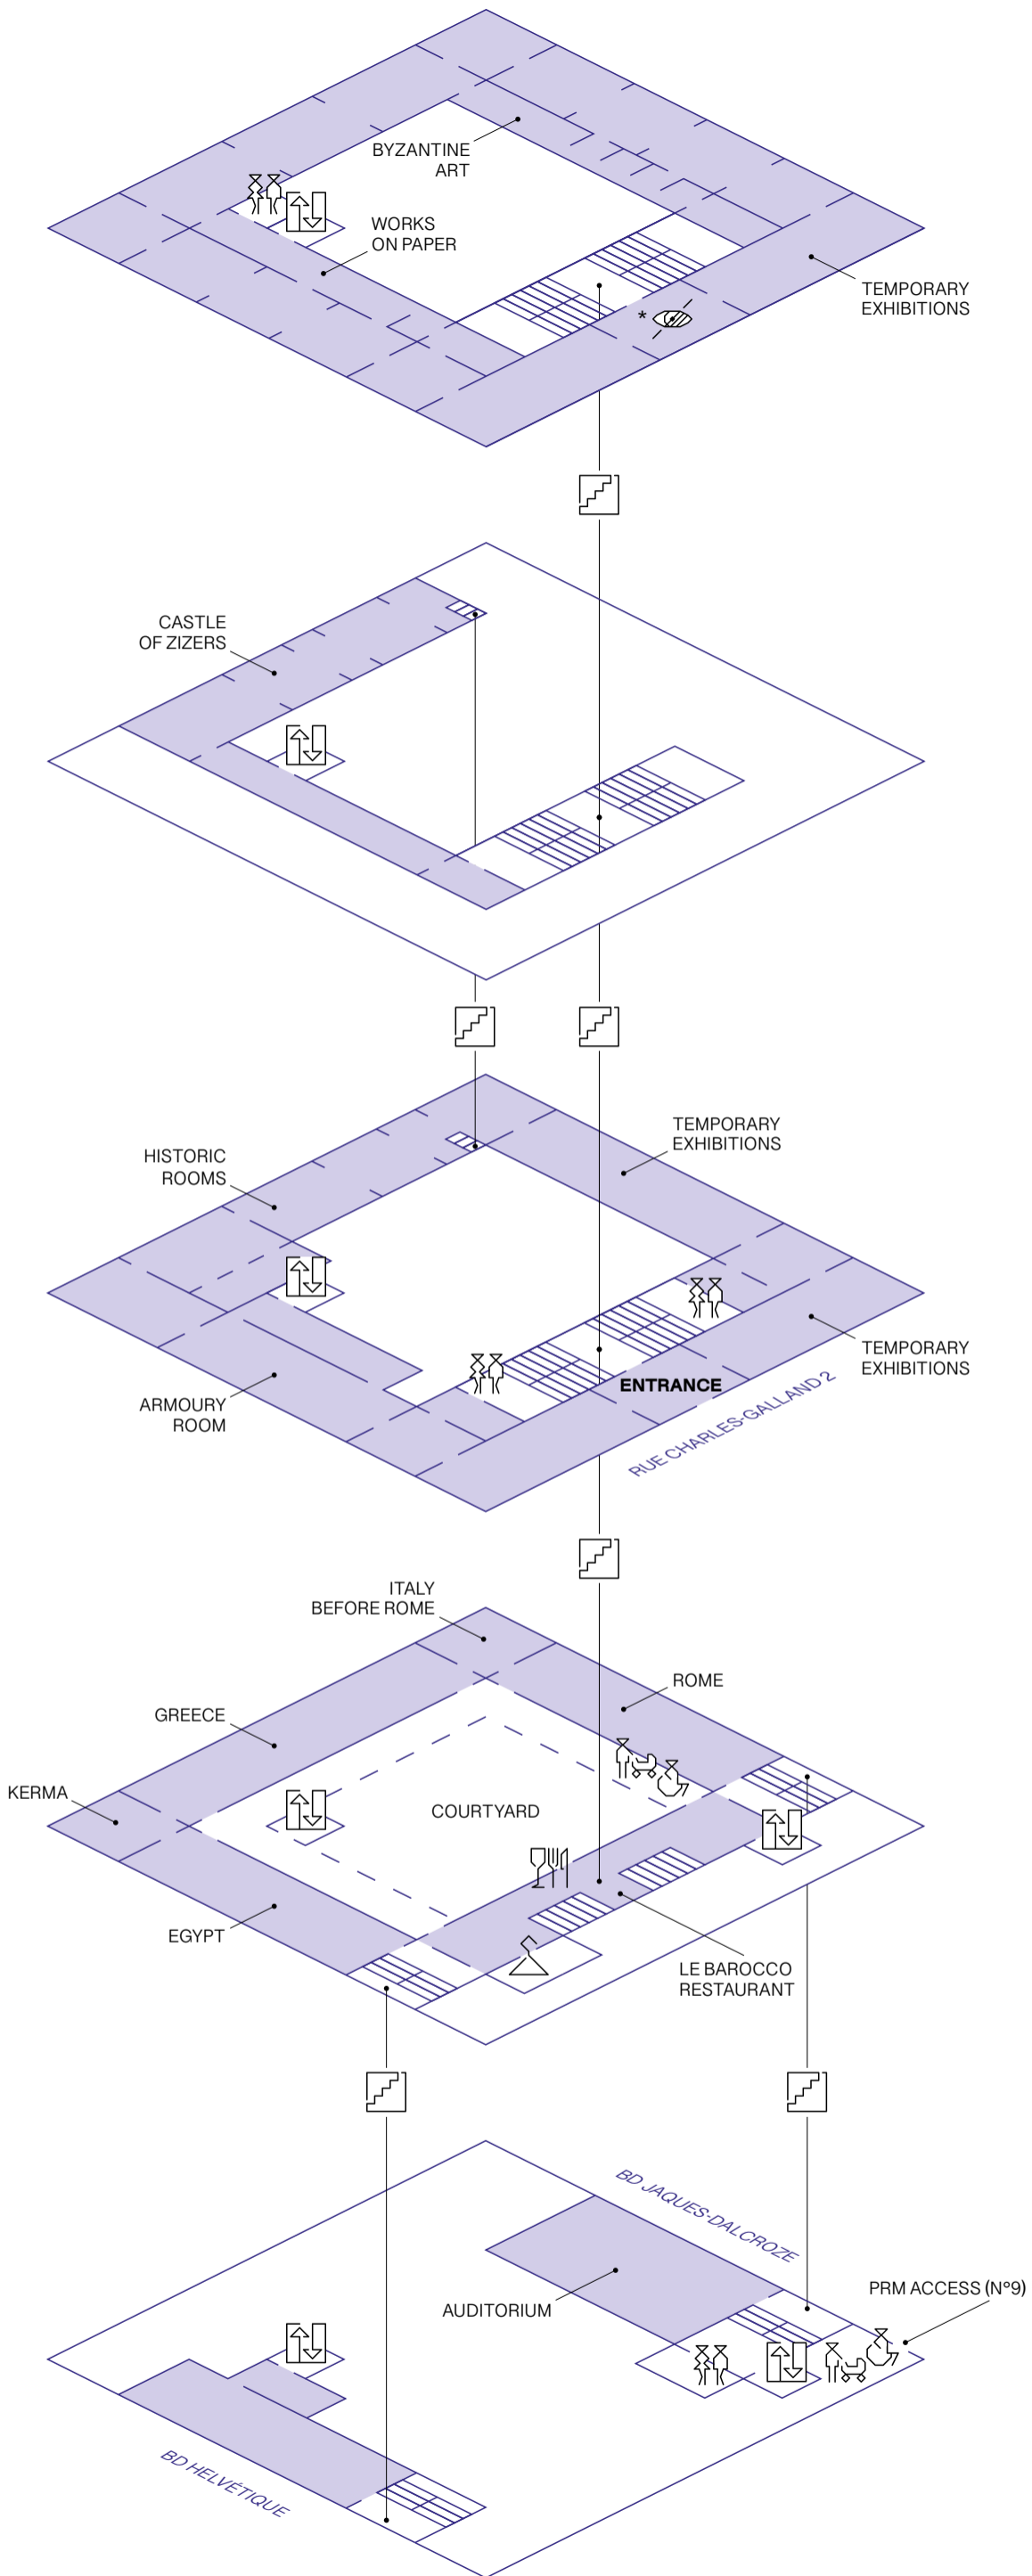 BYZANTINE
ART
WORKS
ON PAPER
TEMPORARY
EXHIBITIONS
*
CASTLE
OF ZIZERS
TEMPORARY
EXHIBITIONS
HISTORIC
ROOMS
TEMPORARY
EXHIBITIONS
ENTRANCE
ARMOURY
ROOM
RUE CHARLES-GALLAND 2
ITALY
BEFORE ROME
ROME
GREECE
KERMA
COURTYARD
EGYPT
LE BAROCCO
RESTAURANT
BD JAQUES-DALCROZE
PRM ACCESS (N°9)
AUDITORIUM
BD HELVÉTIQUE